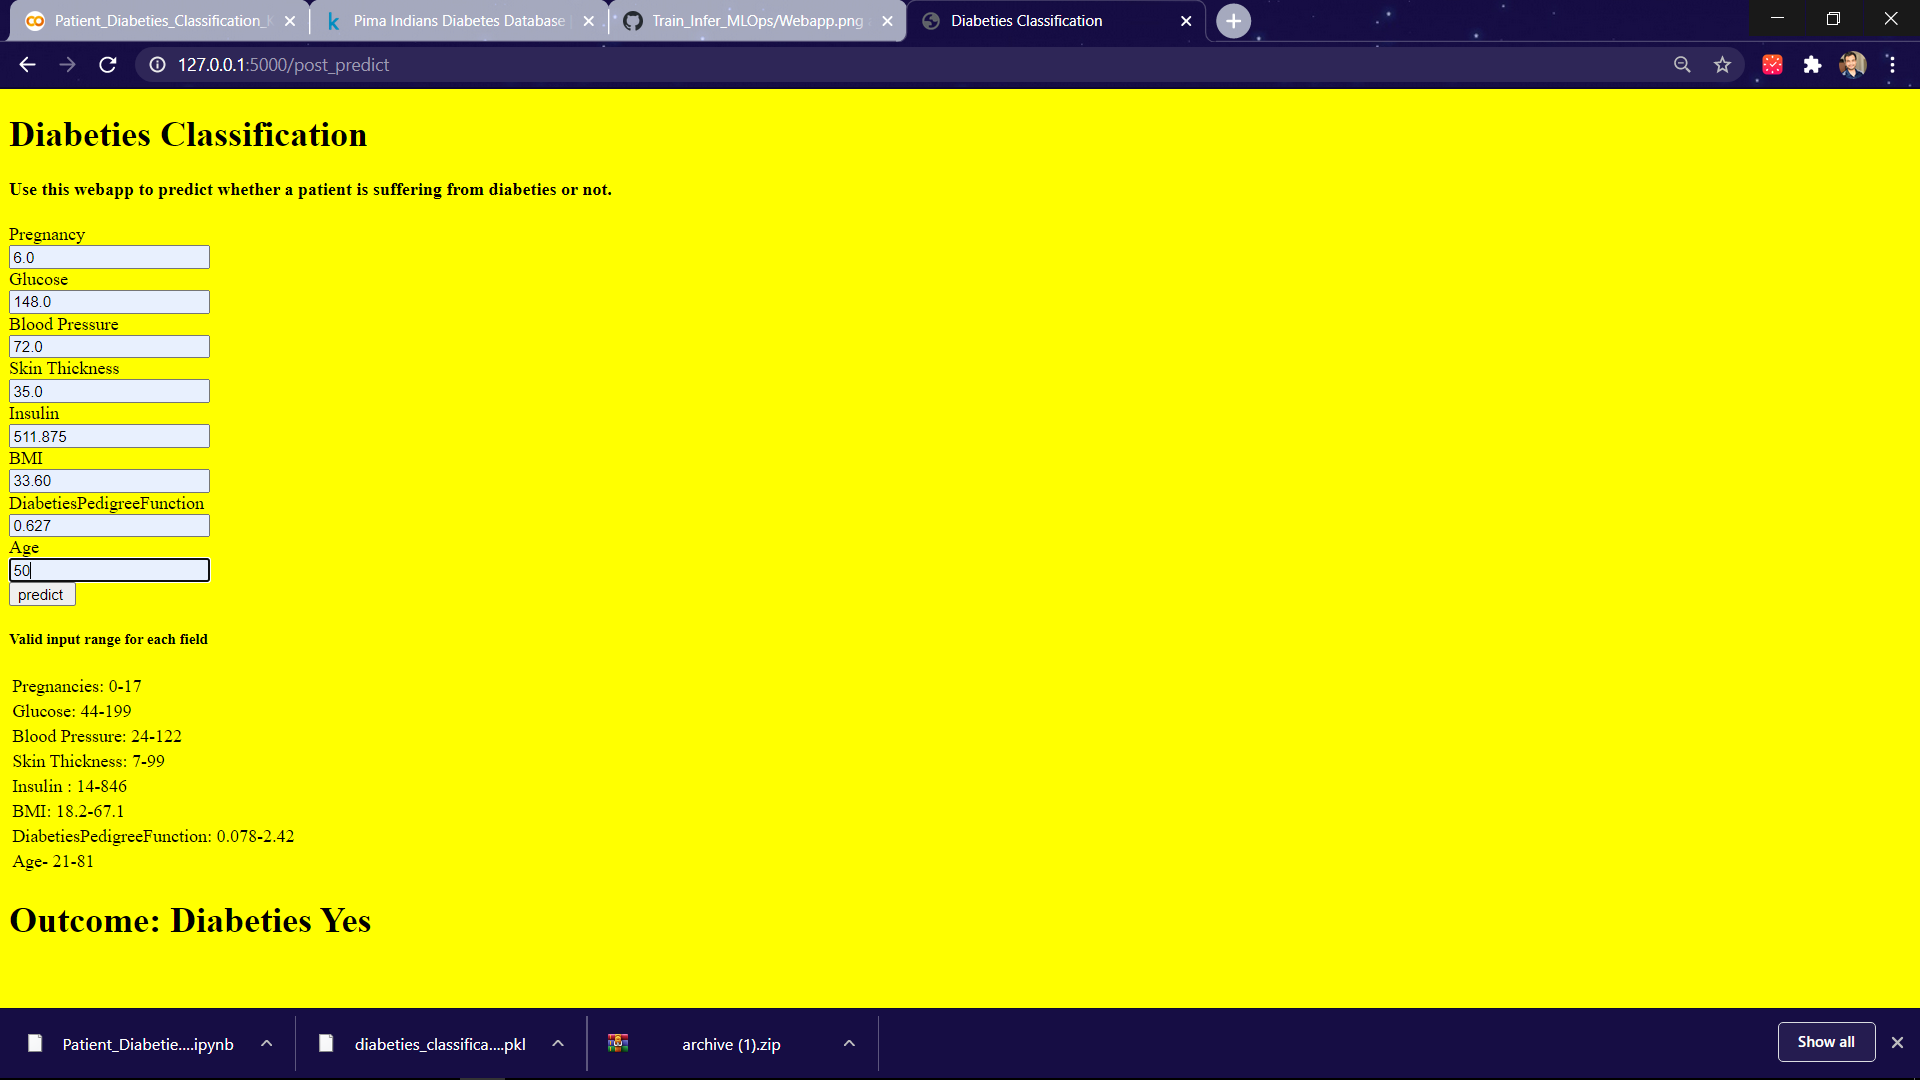 Patient_Diabeties_Classification_K
Pima Indians Diabetes Database
Train_Infer_MLOps/Webapp.png
Diabeties Classification
127.0.0.1:5000/post_predict
Diabeties Classification
Use this webapp to predict whether a patient is suffering from diabeties or not.
Pregnancy
6.0
Glucose
148.0
Blood Pressure
72.0
Skin Thickness
35.0
Insulin
511.875
BMI
33.60
DiabetiesPedigreeFunction
0.627
Age
50
predict
Valid input range for each field
Pregnancies: 0-17
Glucose: 44-199
Blood Pressure: 24-122
Skin Thickness: 7-99
Insulin : 14-846
BMI: 18.2-67.1
DiabetiesPedigreeFunction: 0.078-2.42
Age- 21-81
Outcome: Diabeties Yes
Patient_Diabetie....ipynb
diabeties_classifica....pkl
archive (1).zip
Show all